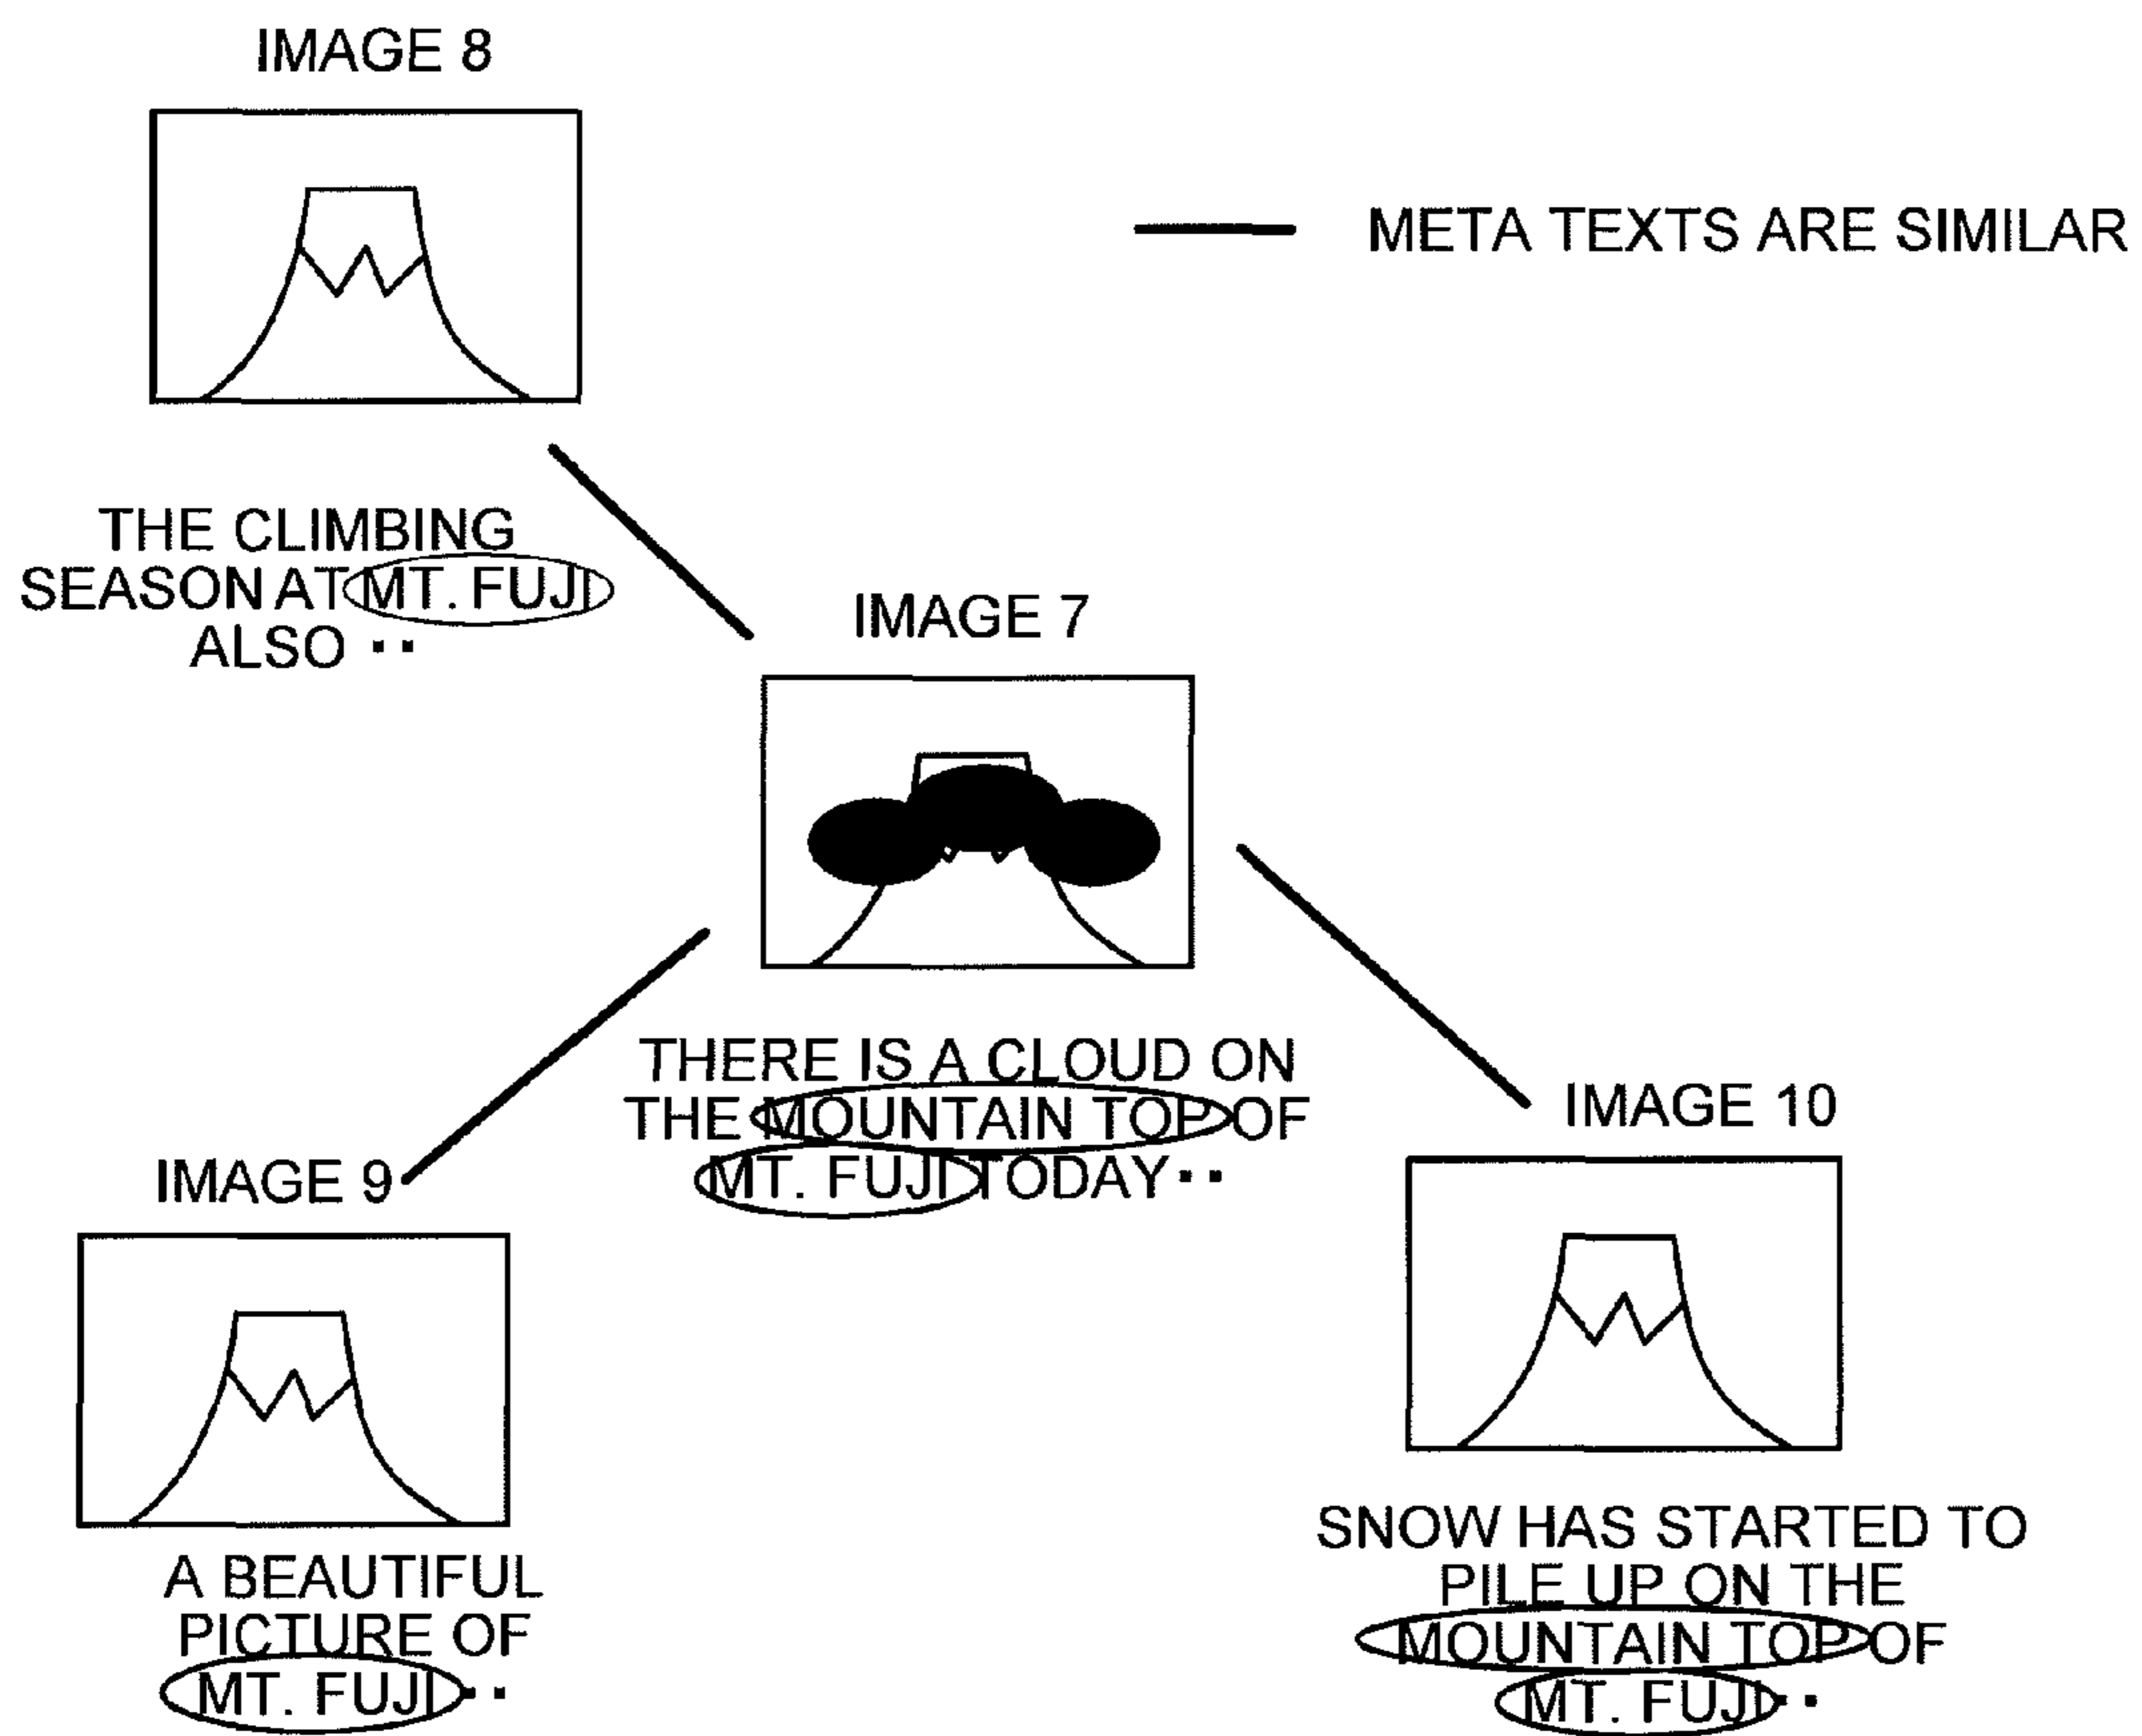 IMAGE 8
META TEXTS ARE SIMILAR
THE CLIMBING
SEASON AT MT. FUJI
ALSO ··
IMAGE 7
THERE IS A CLOUD ON
THE MOUNTAIN TOP OF
MT. FUJI TODAY ··
IMAGE 9
A BEAUTIFUL
PICTURE OF
MT. FUJI ··
IMAGE 10
SNOW HAS STARTED TO
PILE UP ON THE
MOUNTAIN TOP OF
MT. FUJI ··